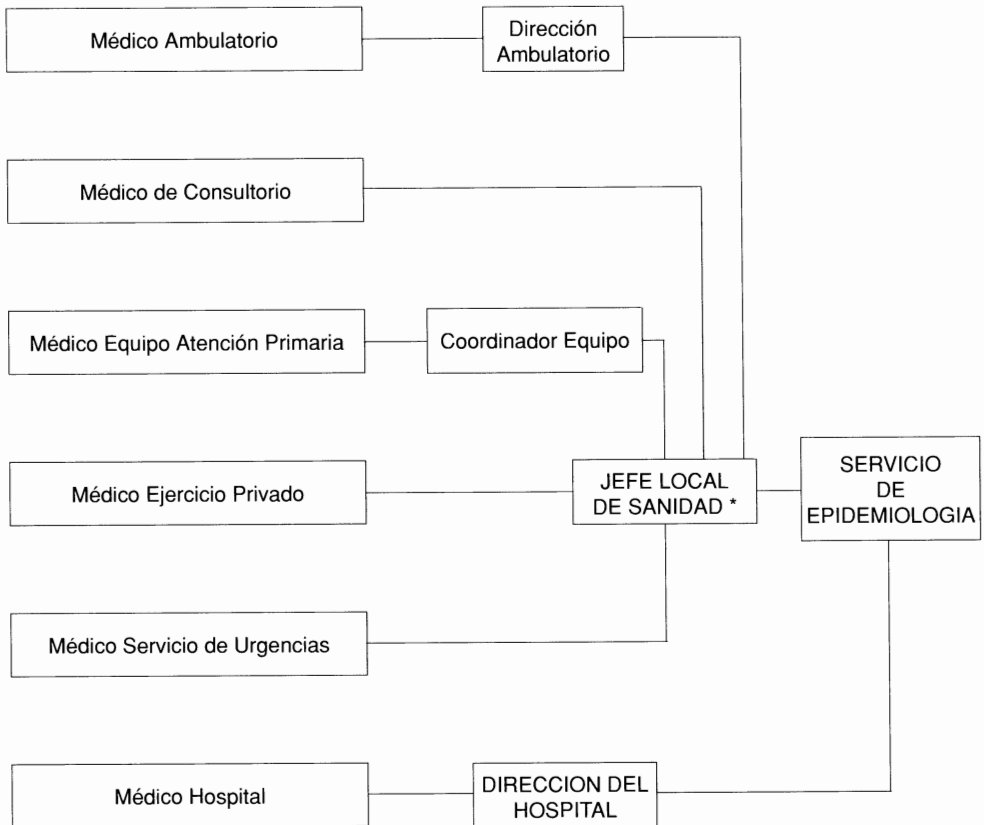 Médico Ambulatorio
Dirección
Ambulatorio
Médico de Consultorio
Médico Equipo Atención Primaria
Coordinador Equipo
Médico Ejercicio Privado
JEFE LOCAL
DE SANIDAD *
SERVICIO
DE
EPIDEMIOLOGIA
Médico Servicio de Urgencias
Médico Hospital
DIRECCION DEL
HOSPITAL